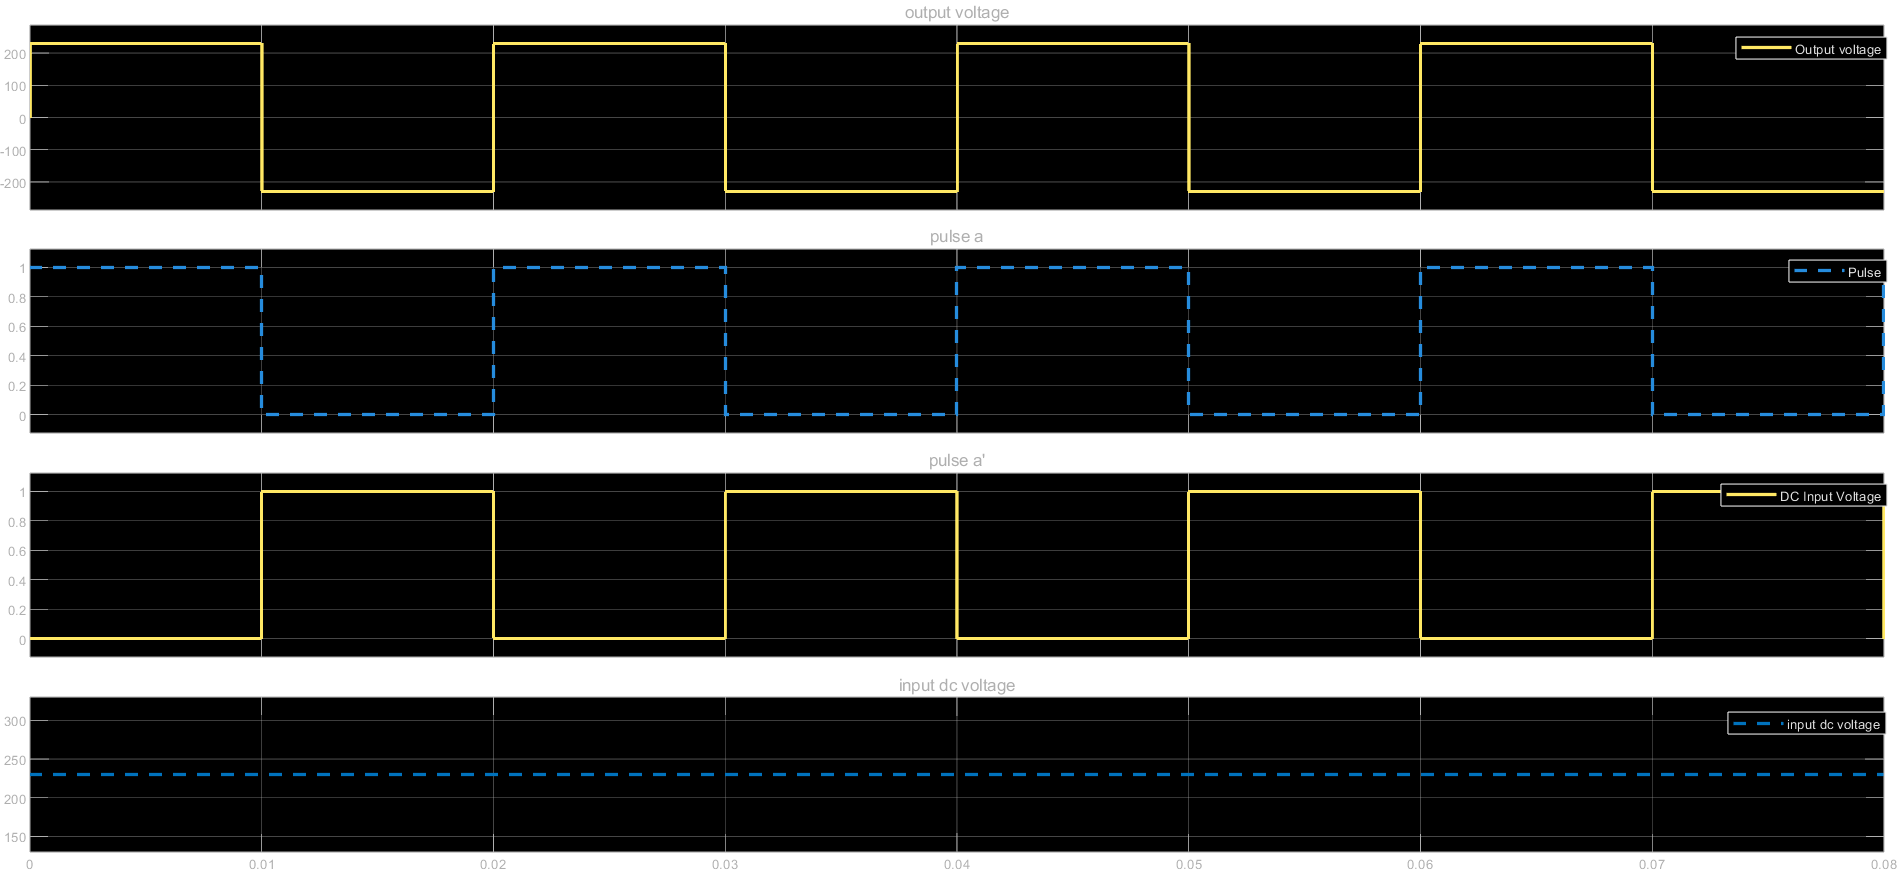 output voltage
Output voltage
200
100
0
-100
-200
pulse a
Pulse
1
0.8
0.6
0.4
0.2
0
pulse a'
DC Input Voltage
1
0.8
0.6
0.4
0.2
0
input dc voltage
input dc voltage
300
250
200
150
0 0.01 0.02 0.03 0.04 0.05 0.06 0.07 0.08